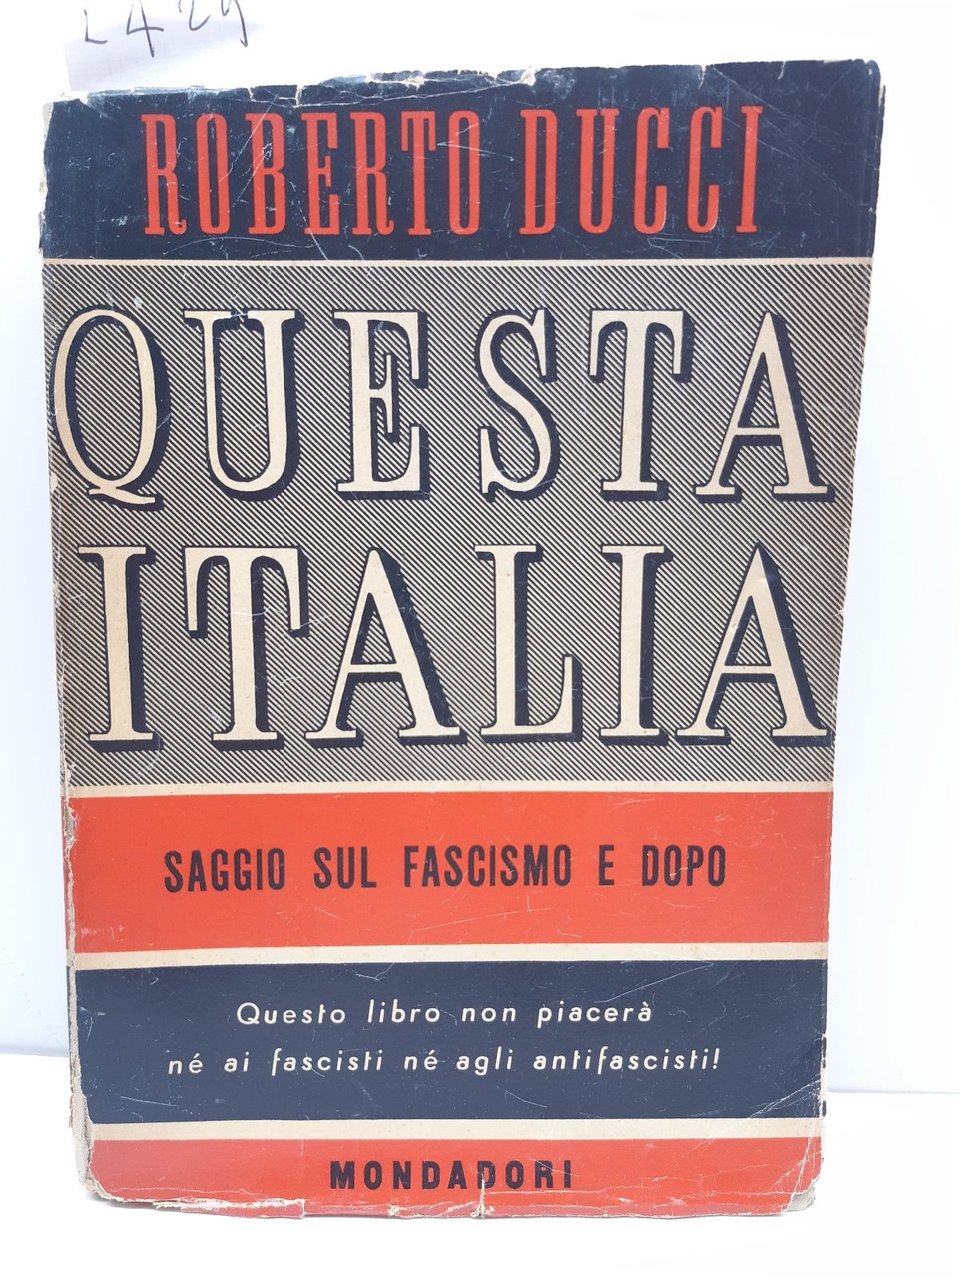 L429
ROBERTO DUCCI
QUESTA
ITALIA
SAGGIO SUL FASCISMO E DOPO
Questo libro non piacerà
né ai fascisti né agli antifascisti!
MONDADORI